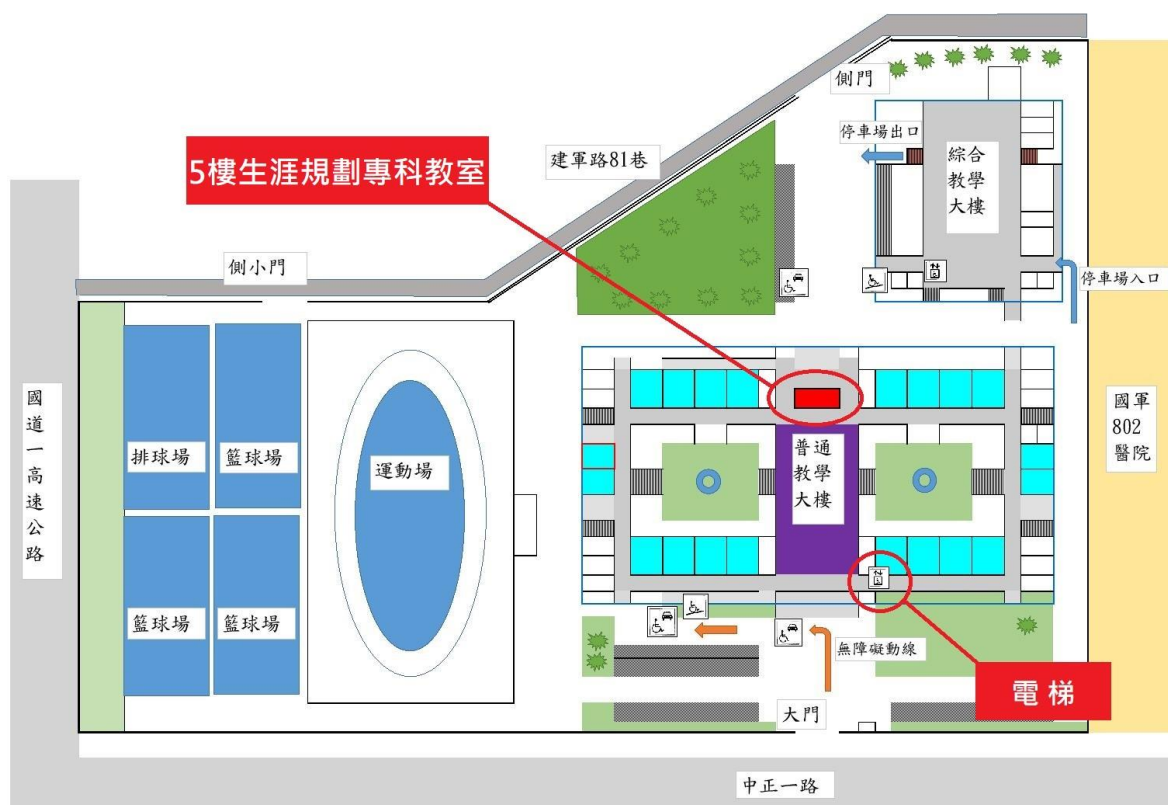 側門
停車場出口
綜合
教學
大樓
5樓生涯規劃專科教室
建軍路81巷
側小門
停車場入口
國
道
一
高
速
公
路
排球場
籃球場
運動場
普通
教學
大樓
國軍
802
醫院
籃球場
籃球場
無障礙動線
電梯
大門
中正一路